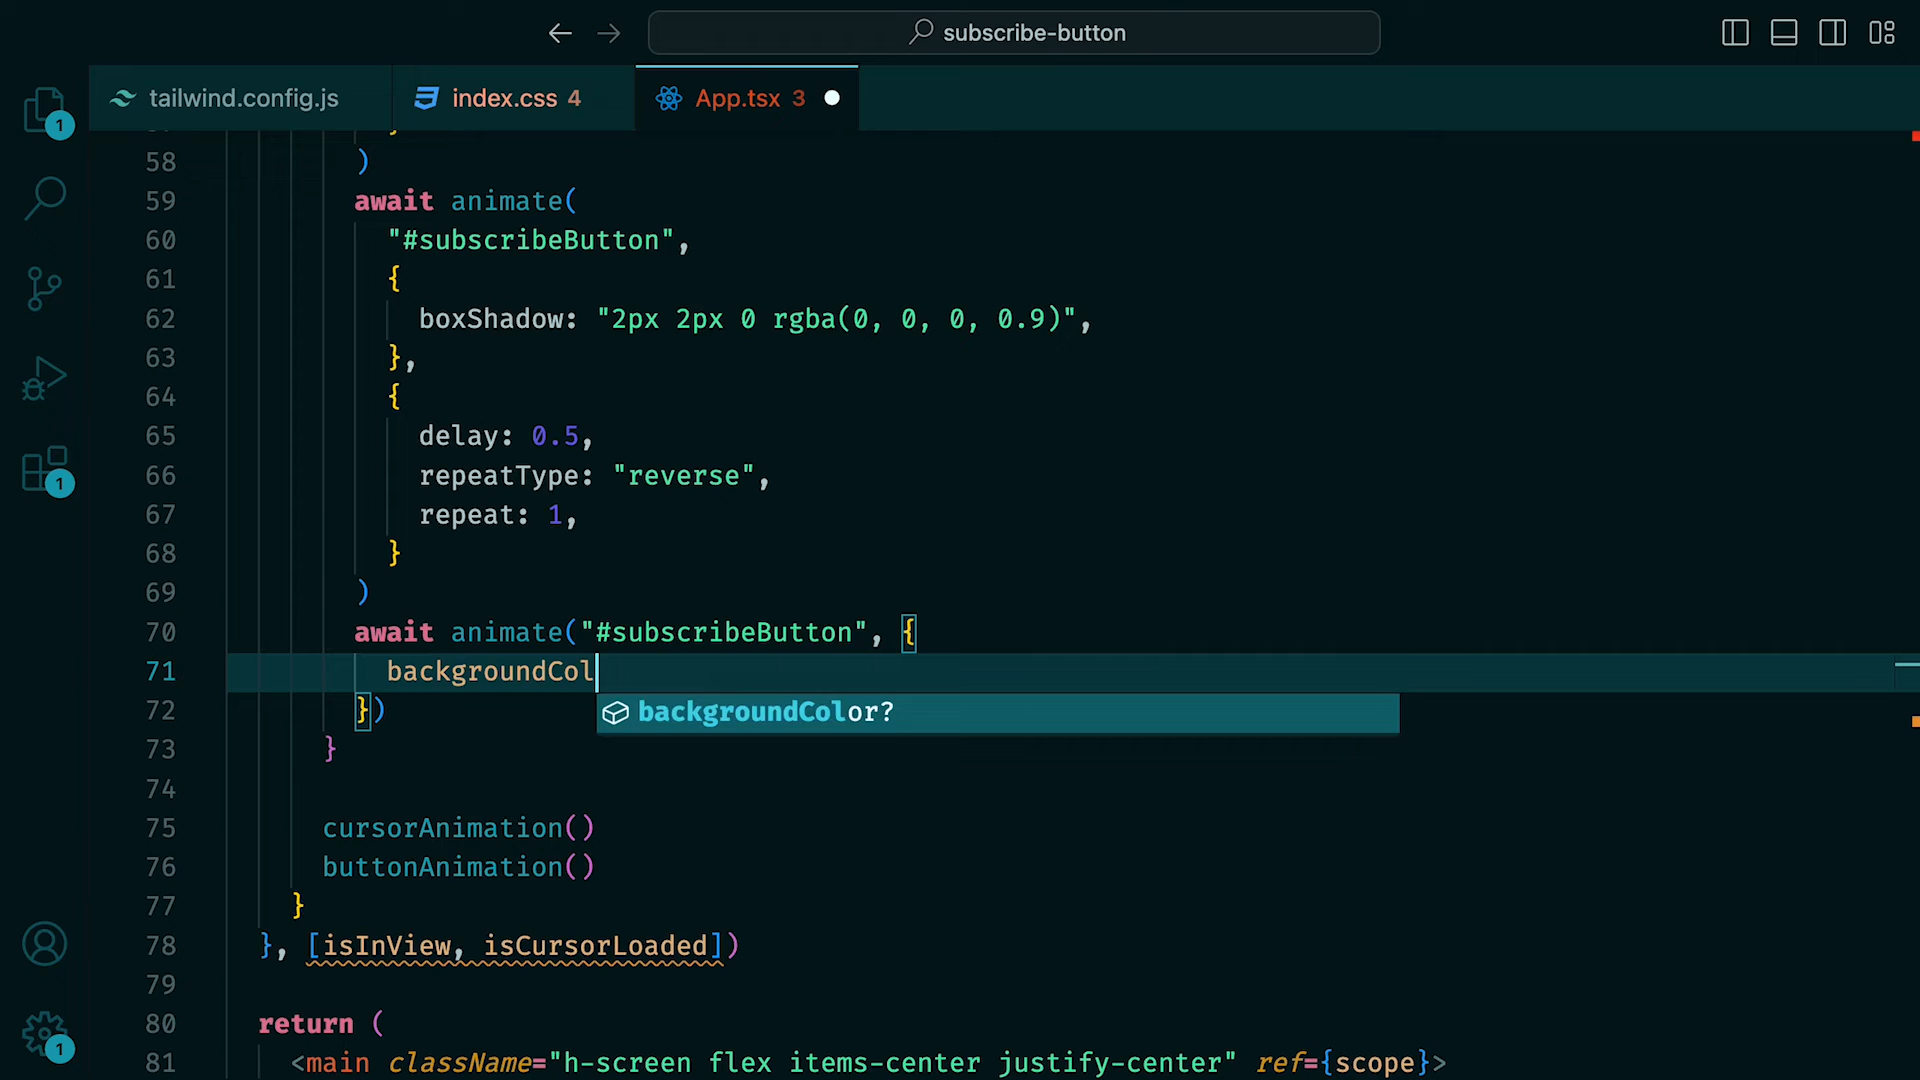 subscribe-button
tailwind.config.js
index.css 4
App.tsx 3
1
1
1
58 )
59 await animate(
60 "#subscribeButton",
61 {
62 boxShadow: "2px 2px 0 rgba(0, 0, 0, 0.9)",
63 },
64 {
65 delay: 0.5,
66 repeatType: "reverse",
67 repeat: 1,
68 }
69 )
70 await animate("#subscribeButton", {
71 backgroundCol
backgroundColor?
72 })
73 }
74
75 cursorAnimation()
76 buttonAnimation()
77 }
78 }, [isInView, isCursorLoaded])
79
80 return (
81 <main className="h-screen flex items-center justify-center" ref={scope}>